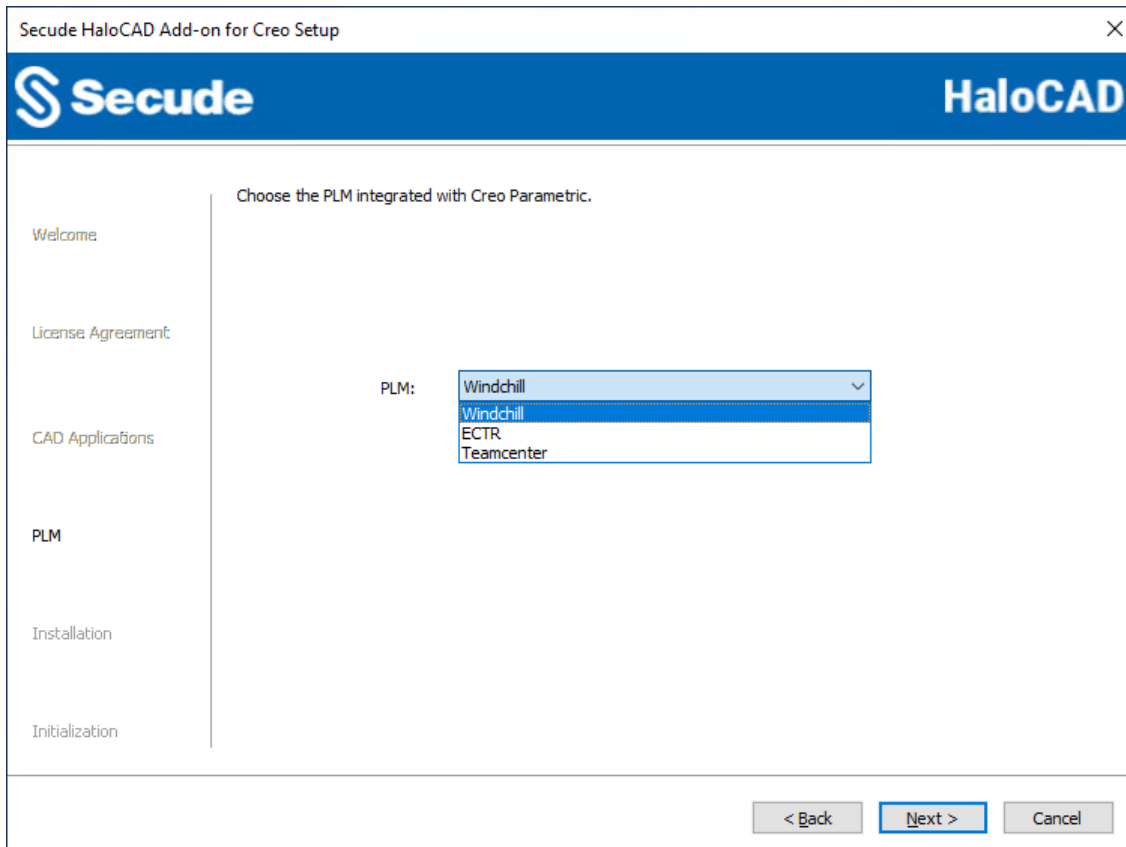 Secude HaloCAD Add-on for Creo Setup
Secude
HaloCAD
Choose the PLM integrated with Creo Parametric.
Welcome
License Agreement
CAD Applications
PLM
Installation
Initialization
PLM:
Windchill
Windchill
ECTR
Teamcenter
< Back
Next >
Cancel